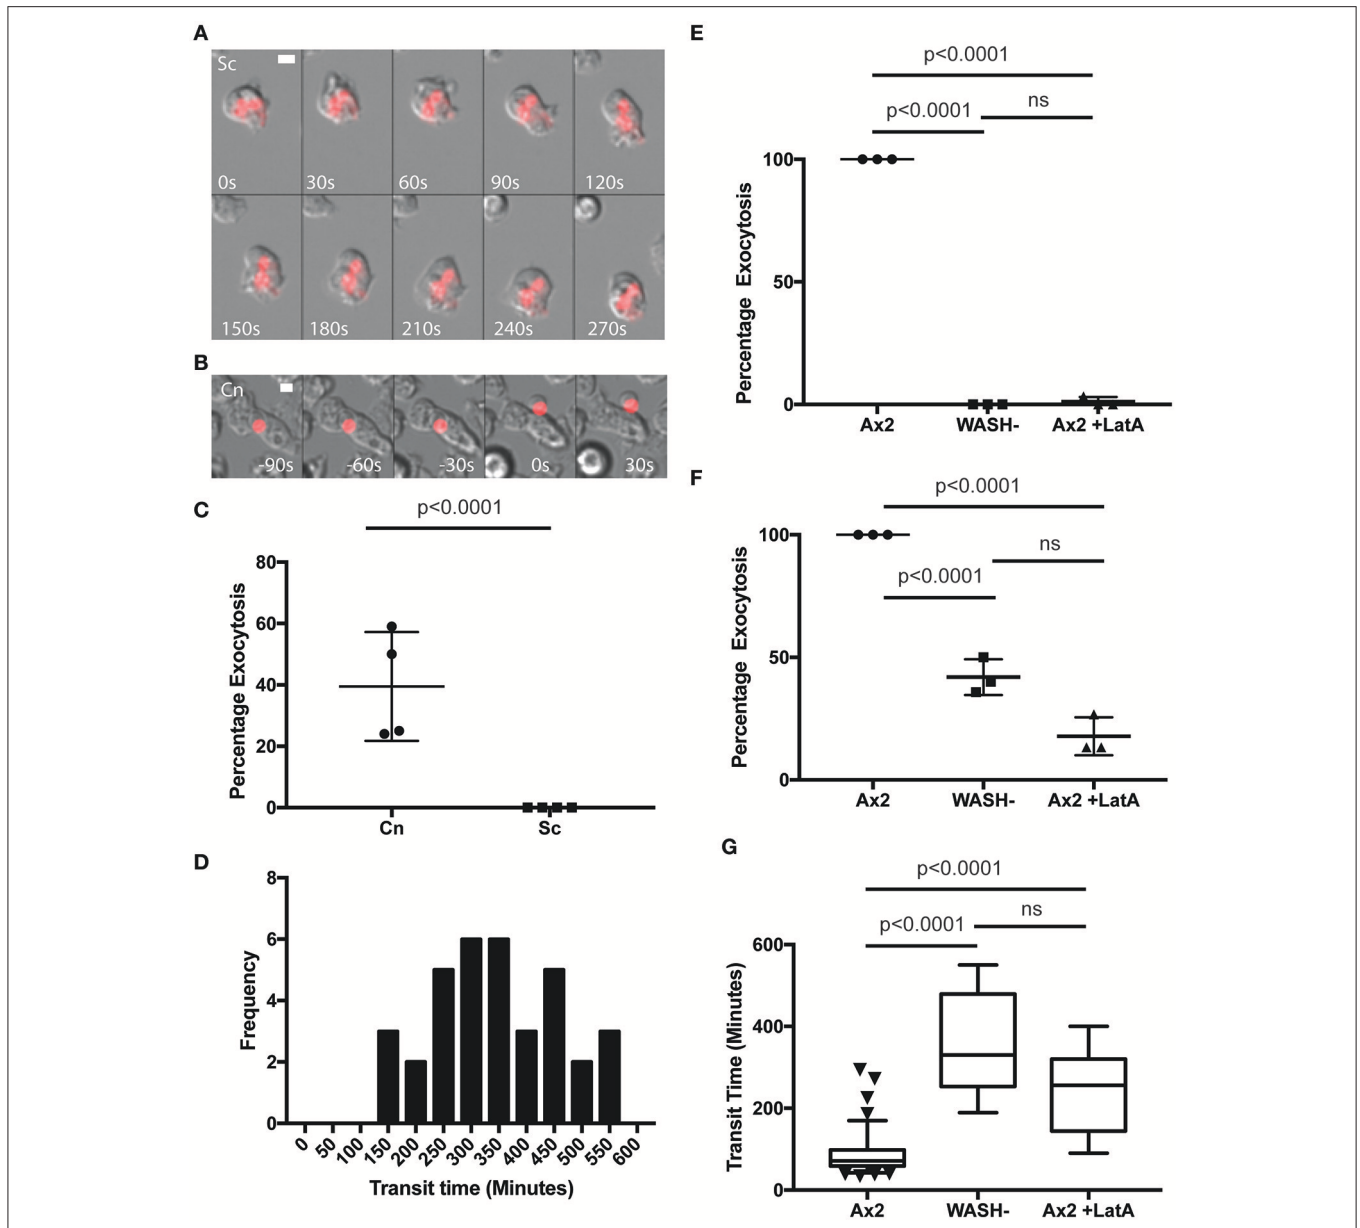 A
Sc
0s 30s 60s 90s 120s
150s 180s 210s 240s 270s
B
Cn
-90s -60s -30s 0s 30s
C
p<0.0001
Percentage Exocytosis
80
60
40
20
0
Cn Sc
D
Frequency
8
6
4
2
0
0 50 100 150 200 250 300 350 400 450 500 550 600
Transit time (Minutes)
E
p<0.0001
p<0.0001 ns
Percentage Exocytosis
100
50
0
Ax2 WASH- Ax2 +LatA
F
p<0.0001
ns
p<0.0001
Percentage Exocytosis
100
50
0
Ax2 WASH- Ax2 +LatA
G
p<0.0001
p<0.0001 ns
Transit Time (Minutes)
600
400
200
0
Ax2 WASH- Ax2 +LatA